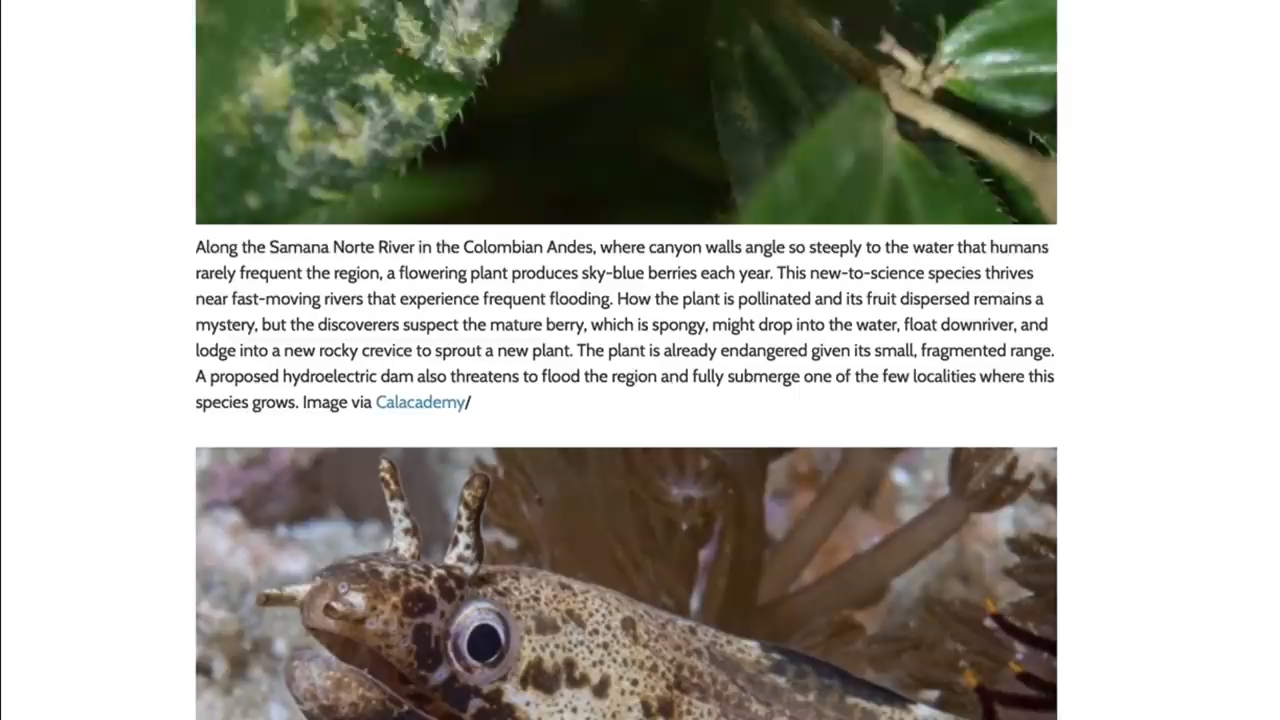 Along the Samana Norte River in the Colombian Andes, where canyon walls angle so steeply to the water that humans
rarely frequent the region, a flowering plant produces sky-blue berries each year. This new-to-science species thrives
near fast-moving rivers that experience frequent flooding. How the plant is pollinated and its fruit dispersed remains a
mystery, but the discoverers suspect the mature berry, which is spongy, might drop into the water, float downriver, and
lodge into a new rocky crevice to sprout a new plant. The plant is already endangered given its small, fragmented range.
A proposed hydroelectric dam also threatens to flood the region and fully submerge one of the few localities where this
species grows. Image via Calacademy/